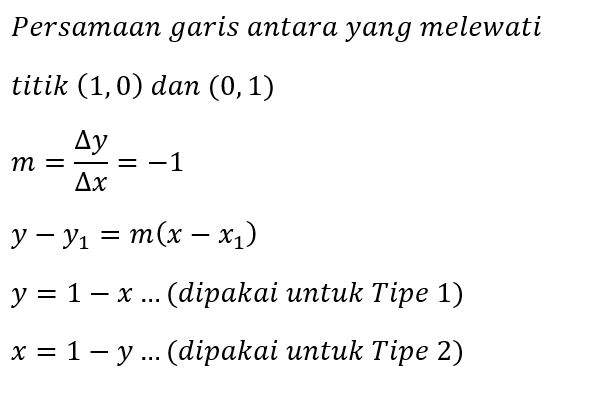 Persamaan garis antara yang melewati
titik (1, 0) dan (0, 1)
m = Δy/Δx = −1
y − y₁ = m(x − x₁)
y = 1 − x ... (dipakai untuk Tipe 1)
x = 1 − y ... (dipakai untuk Tipe 2)